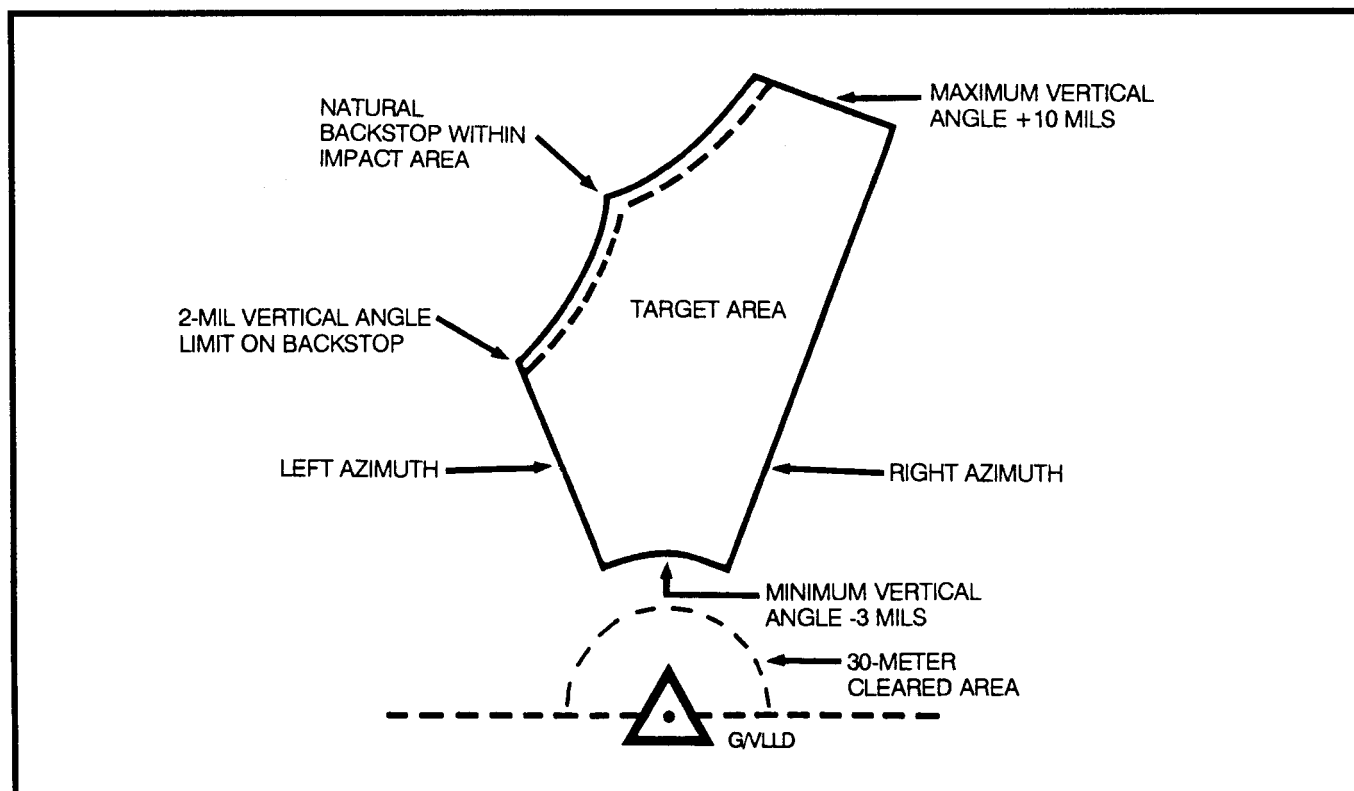 NATURAL
BACKSTOP WITHIN
IMPACT AREA
MAXIMUM VERTICAL
ANGLE +10 MILS
2-MIL VERTICAL ANGLE
LIMIT ON BACKSTOP
TARGET AREA
LEFT AZIMUTH
RIGHT AZIMUTH
MINIMUM VERTICAL
ANGLE -3 MILS
30-METER
CLEARED AREA
G/VLLD